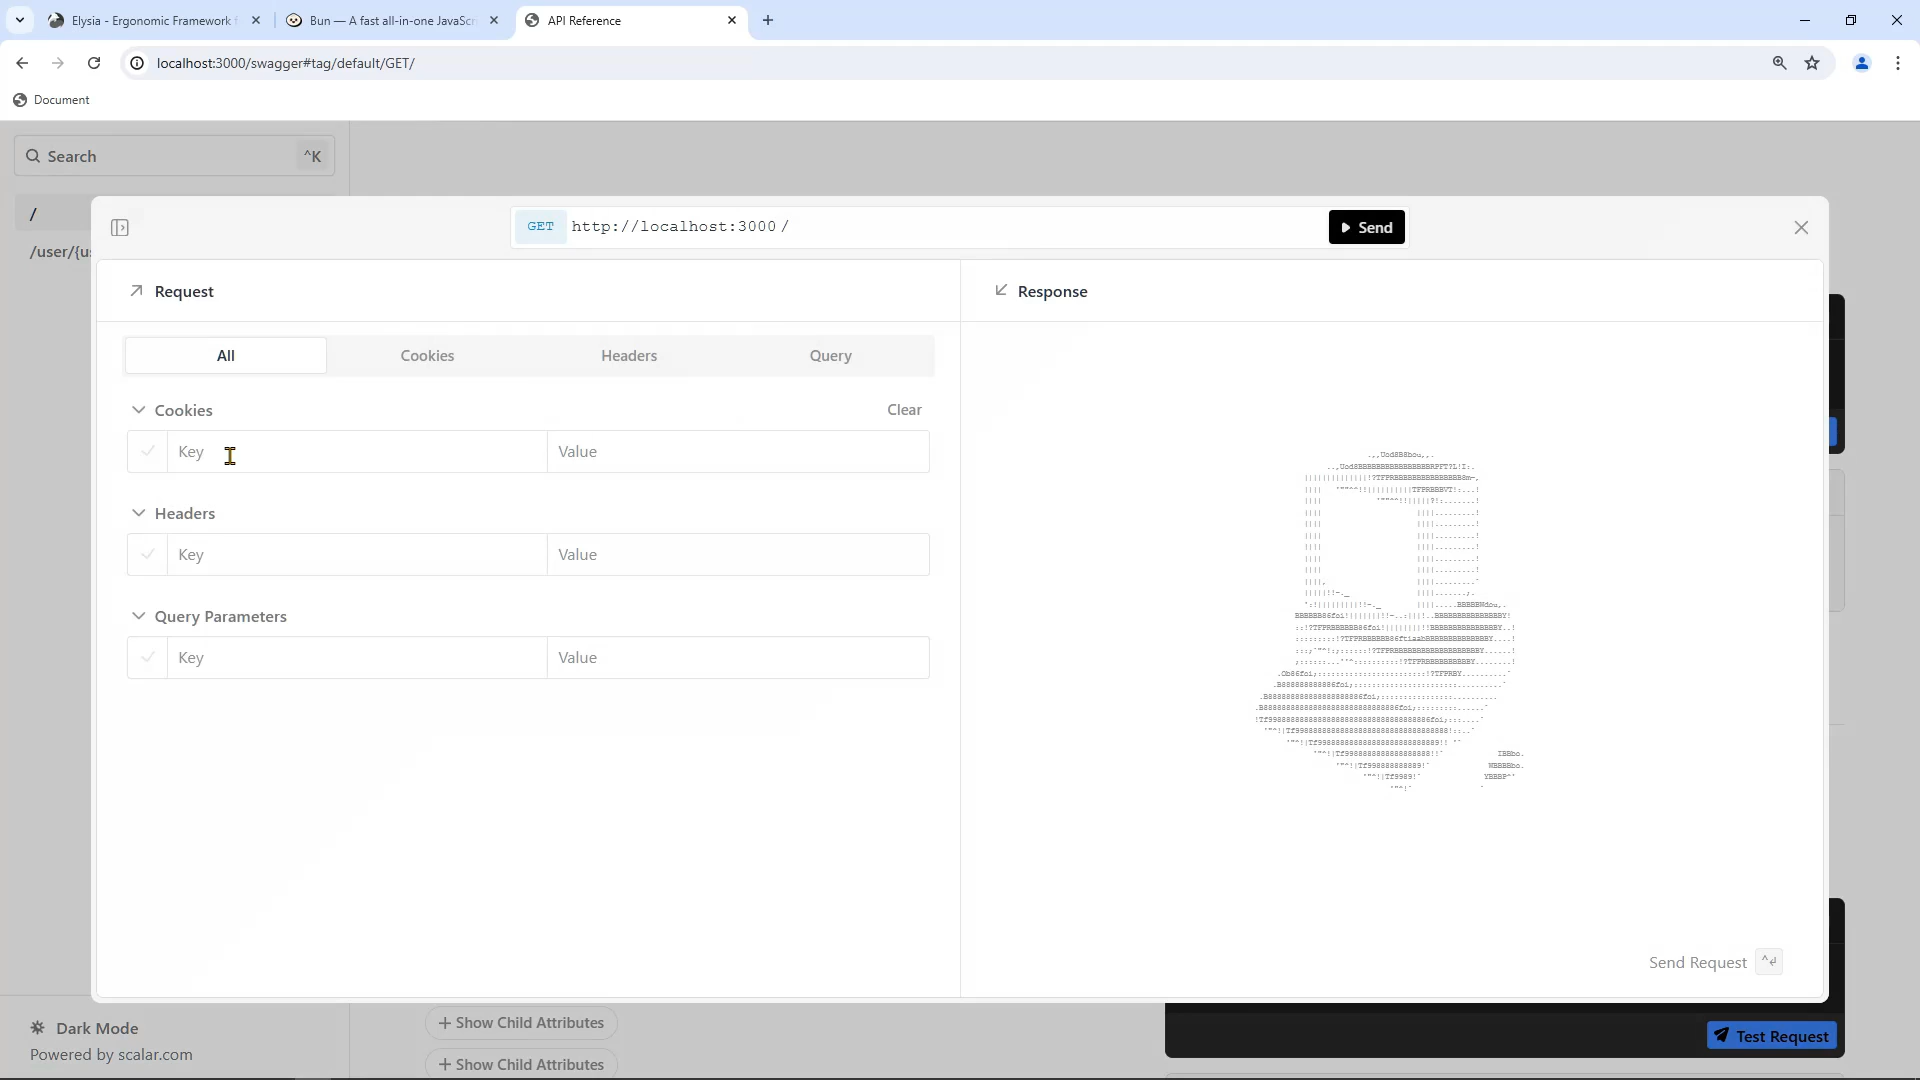 Elysia - Ergonomic Framework f
Bun — A fast all-in-one JavaScri
API Reference
localhost:3000/swagger#tag/default/GET/
Document
Search
^K
/
/user/{us
GET http://localhost:3000 /
Send
Request
Response
All
Cookies
Headers
Query
Cookies
Clear
Key
Value
Headers
Key
Value
Query Parameters
Key
Value
Send Request ^↵
Dark Mode
Powered by scalar.com
+ Show Child Attributes
+ Show Child Attributes
Test Request